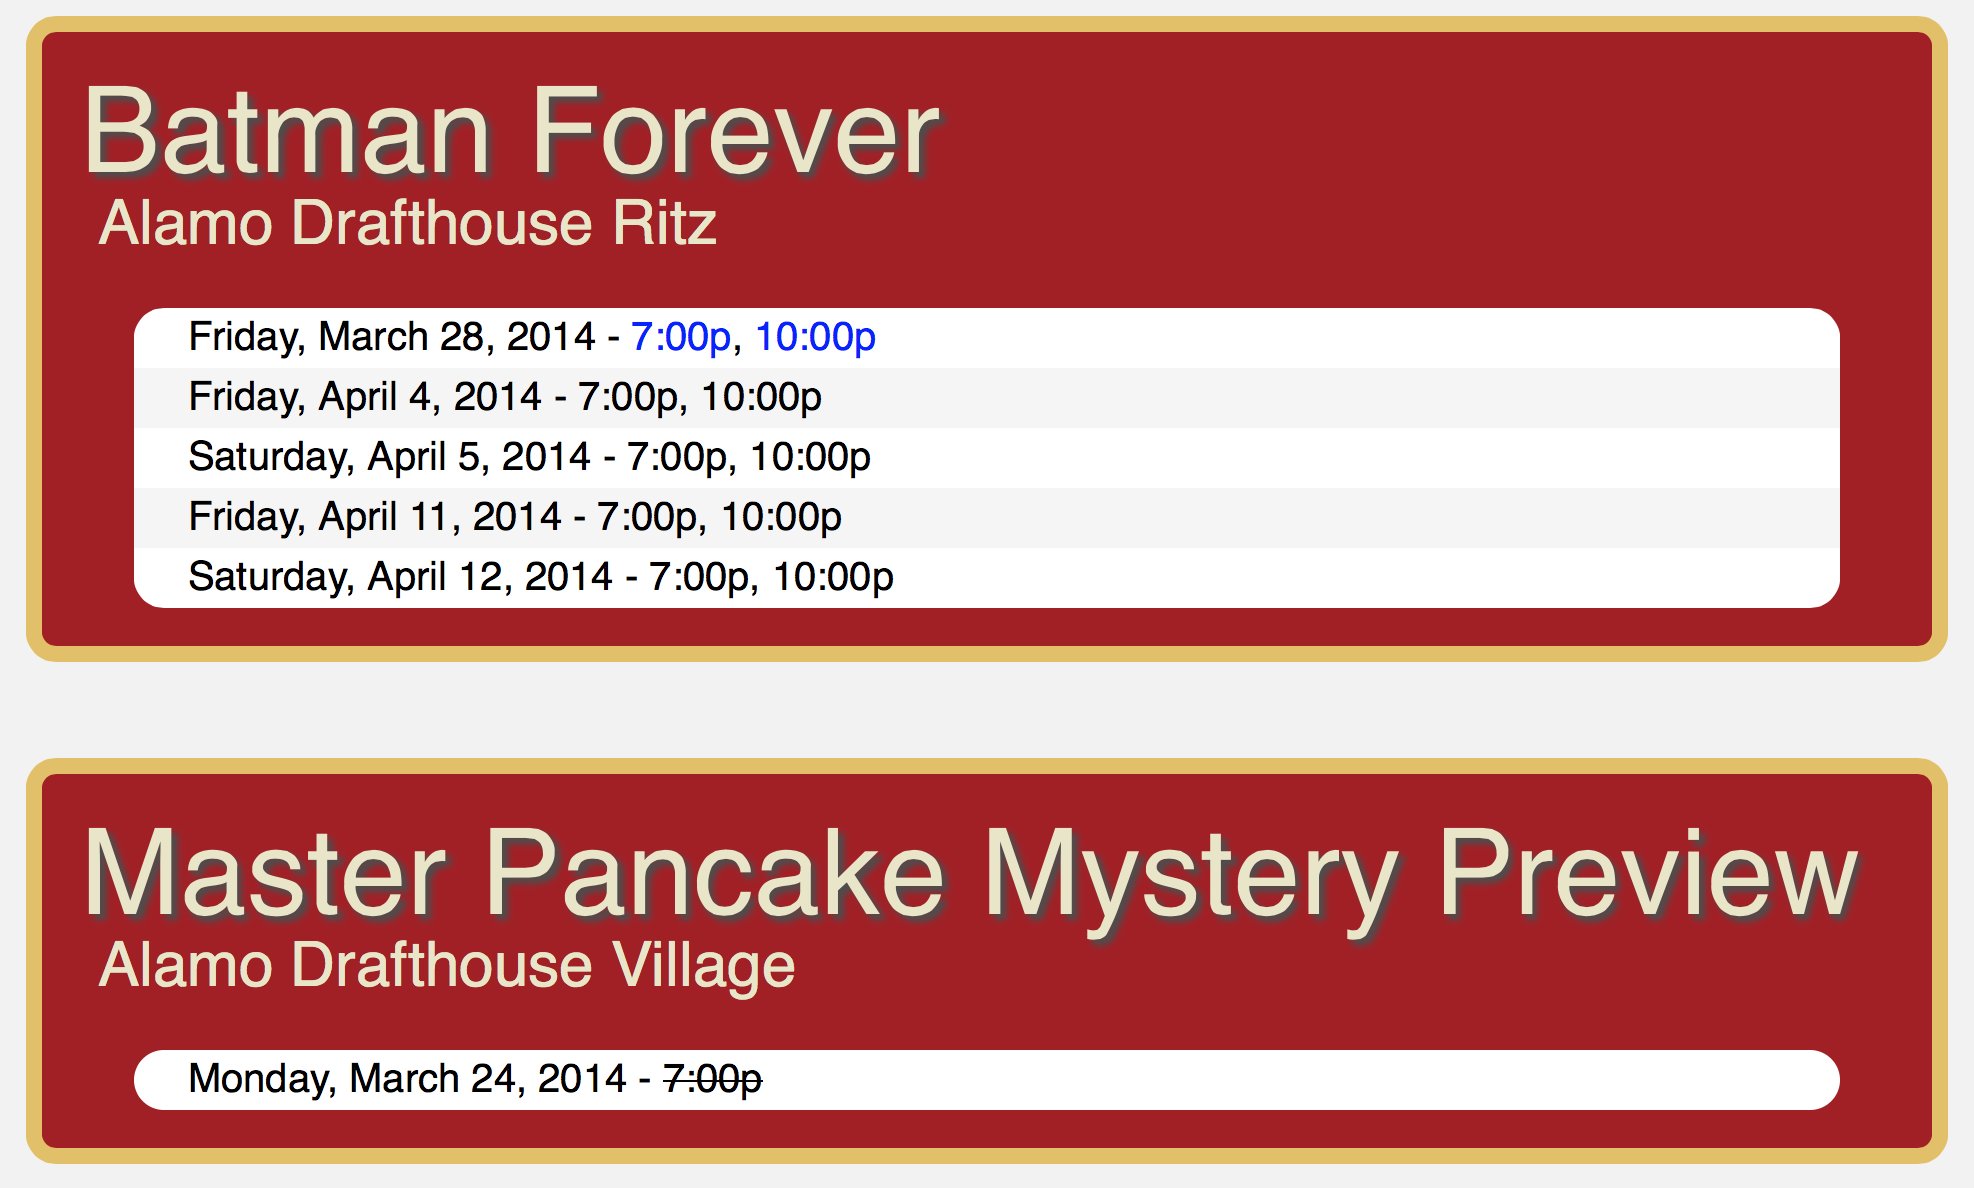 Batman Forever
Alamo Drafthouse Ritz
Friday, March 28, 2014 - 7:00p, 10:00p
Friday, April 4, 2014 - 7:00p, 10:00p
Saturday, April 5, 2014 - 7:00p, 10:00p
Friday, April 11, 2014 - 7:00p, 10:00p
Saturday, April 12, 2014 - 7:00p, 10:00p
Master Pancake Mystery Preview
Alamo Drafthouse Village
Monday, March 24, 2014 - 7:00p